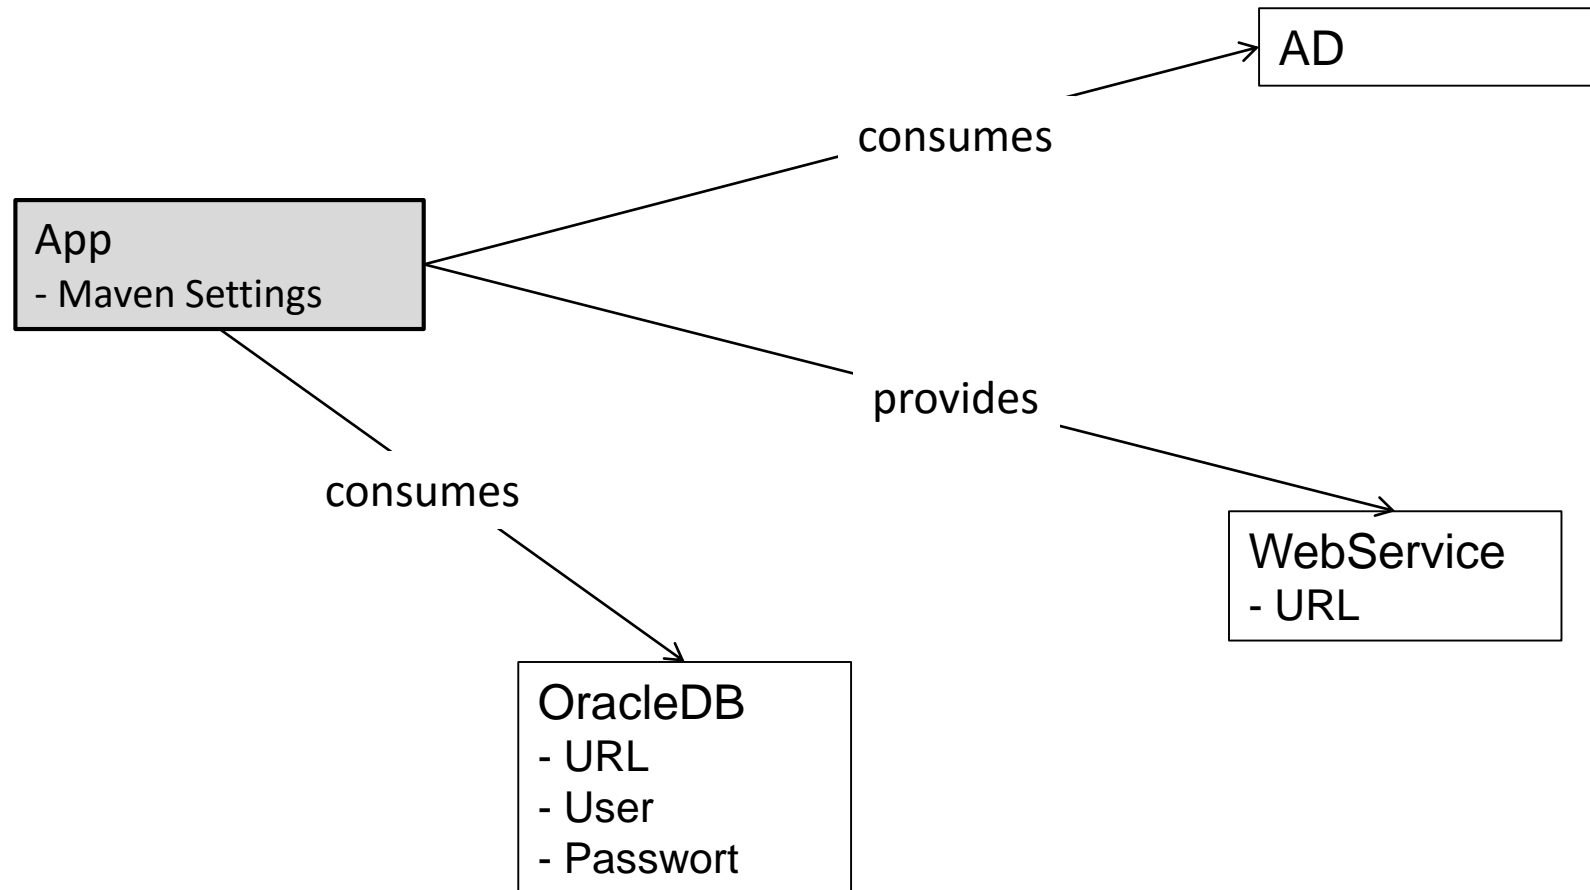 AD
consumes
App
- Maven Settings
provides
consumes
WebService
- URL
OracleDB
- URL
- User
- Passwort